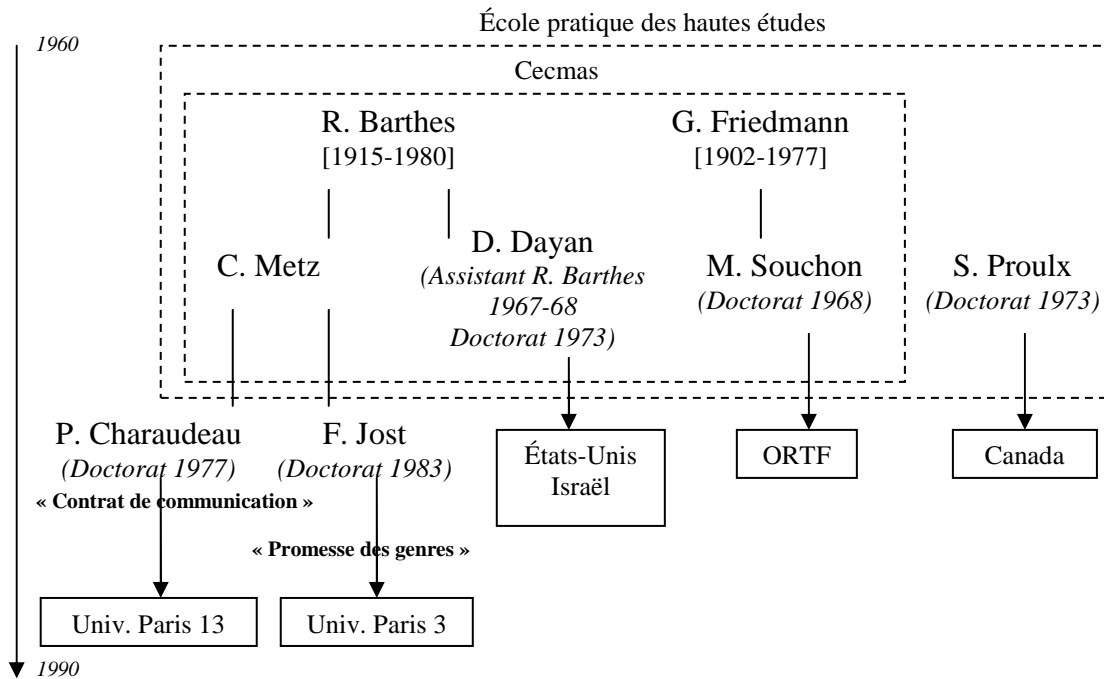 École pratique des hautes études
1960
Cecmas
R. Barthes
[1915-1980]
G. Friedmann
[1902-1977]
C. Metz
D. Dayan
(Assistant R. Barthes
1967-68
Doctorat 1973)
M. Souchon
(Doctorat 1968)
S. Proulx
(Doctorat 1973)
P. Charaudeau
(Doctorat 1977)
« Contrat de communication »
F. Jost
(Doctorat 1983)
« Promesse des genres »
États-Unis
Israël
ORTF
Canada
Univ. Paris 13
Univ. Paris 3
1990